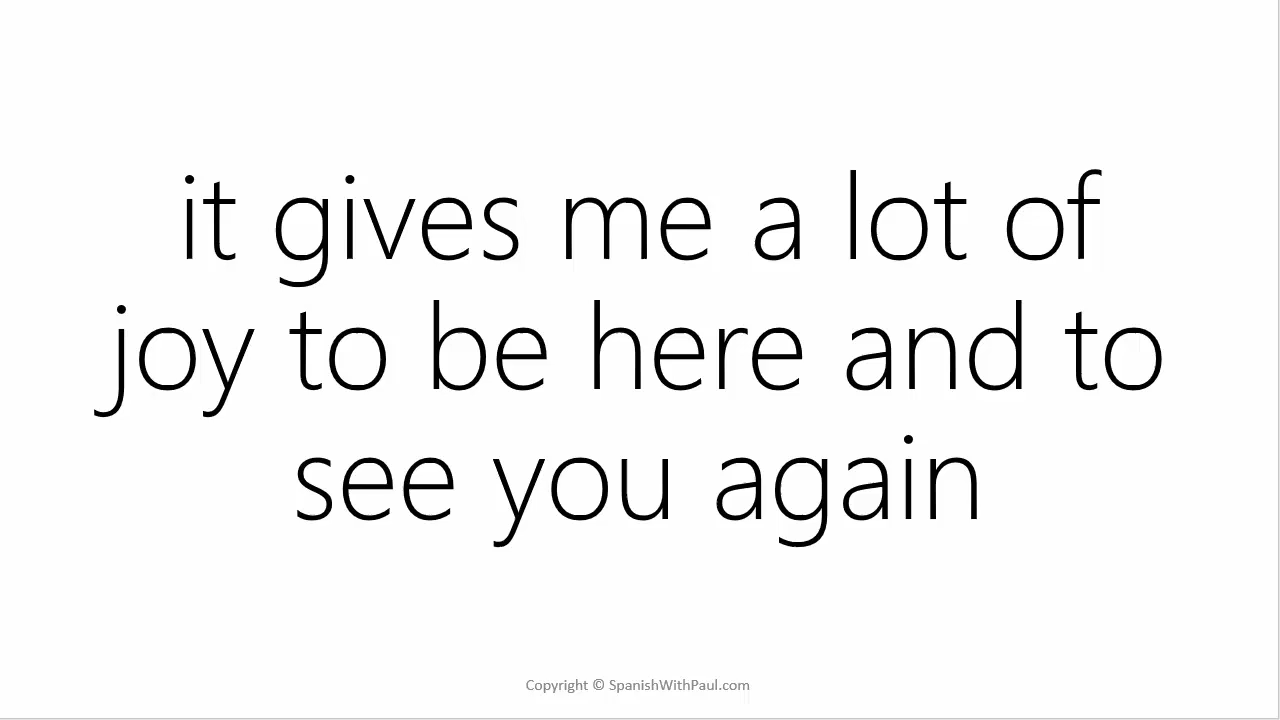 it gives me a lot of
joy to be here and to
see you again
Copyright © SpanishWithPaul.com